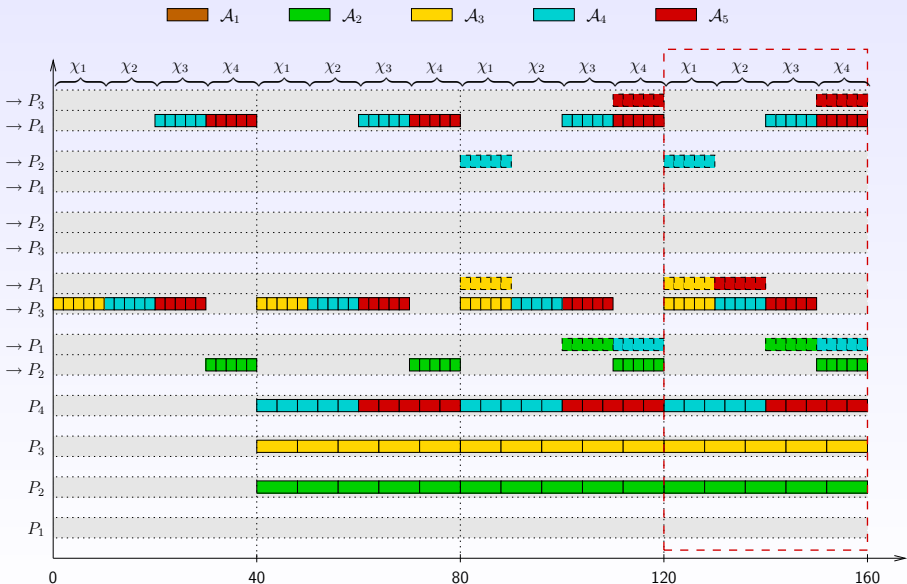 𝒜₁ 𝒜₂ 𝒜₃ 𝒜₄ 𝒜₅
χ₁ χ₂ χ₃ χ₄ χ₁ χ₂ χ₃ χ₄ χ₁ χ₂ χ₃ χ₄ χ₁ χ₂ χ₃ χ₄
→ P₃
→ P₄
→ P₂
→ P₄
→ P₂
→ P₃
→ P₁
→ P₃
→ P₁
→ P₂
P₄
P₃
P₂
P₁
0 40 80 120 160